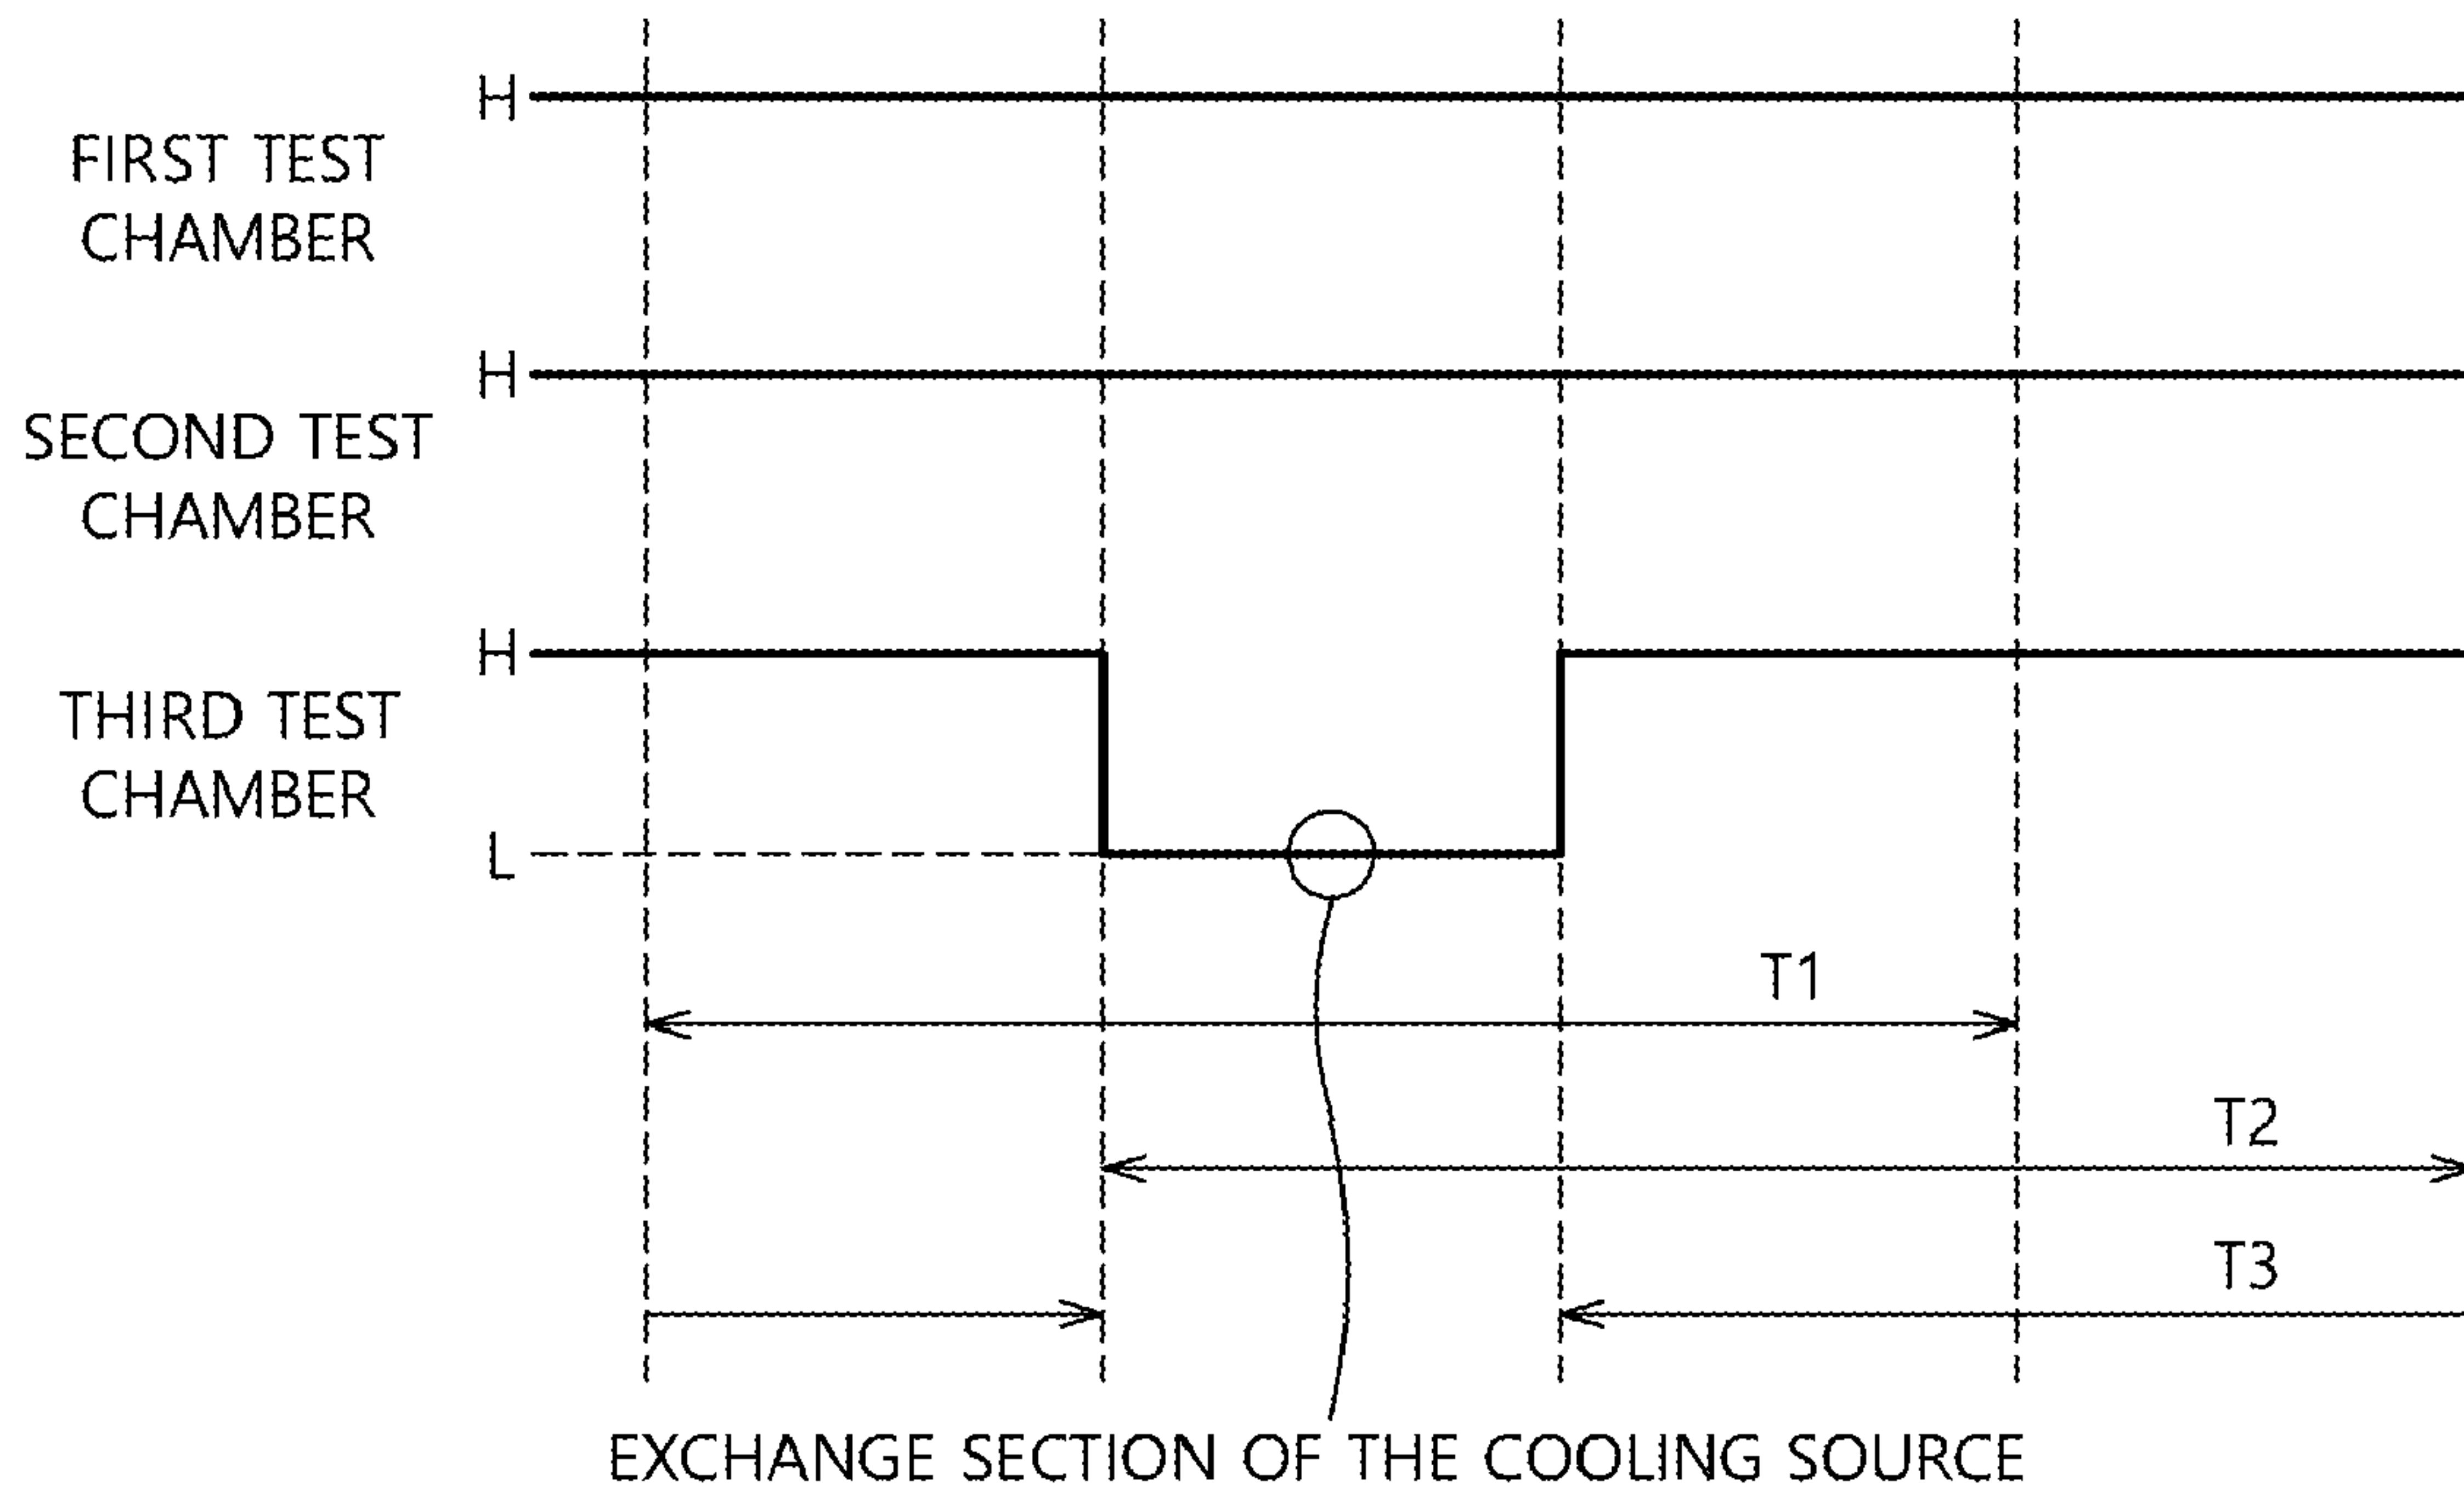 H
FIRST TEST
CHAMBER
H
SECOND TEST
CHAMBER
H
THIRD TEST
CHAMBER
L
T1
T2
T3
EXCHANGE SECTION OF THE COOLING SOURCE